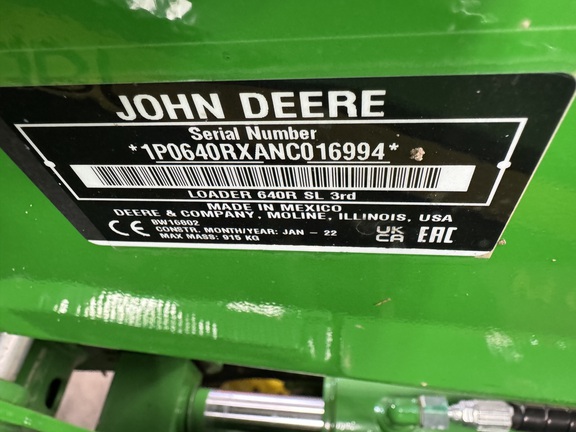 JOHN DEERE
Serial Number
*1P0640RXANC016994*
LOADER 640R SL 3rd
MADE IN MEXICO
DEERE & COMPANY, MOLINE, ILLINOIS, USA
BW16802
CE CONSTR. MONTH/YEAR: JAN - 22 UK CA EAC
MAX MASS: 915 KG